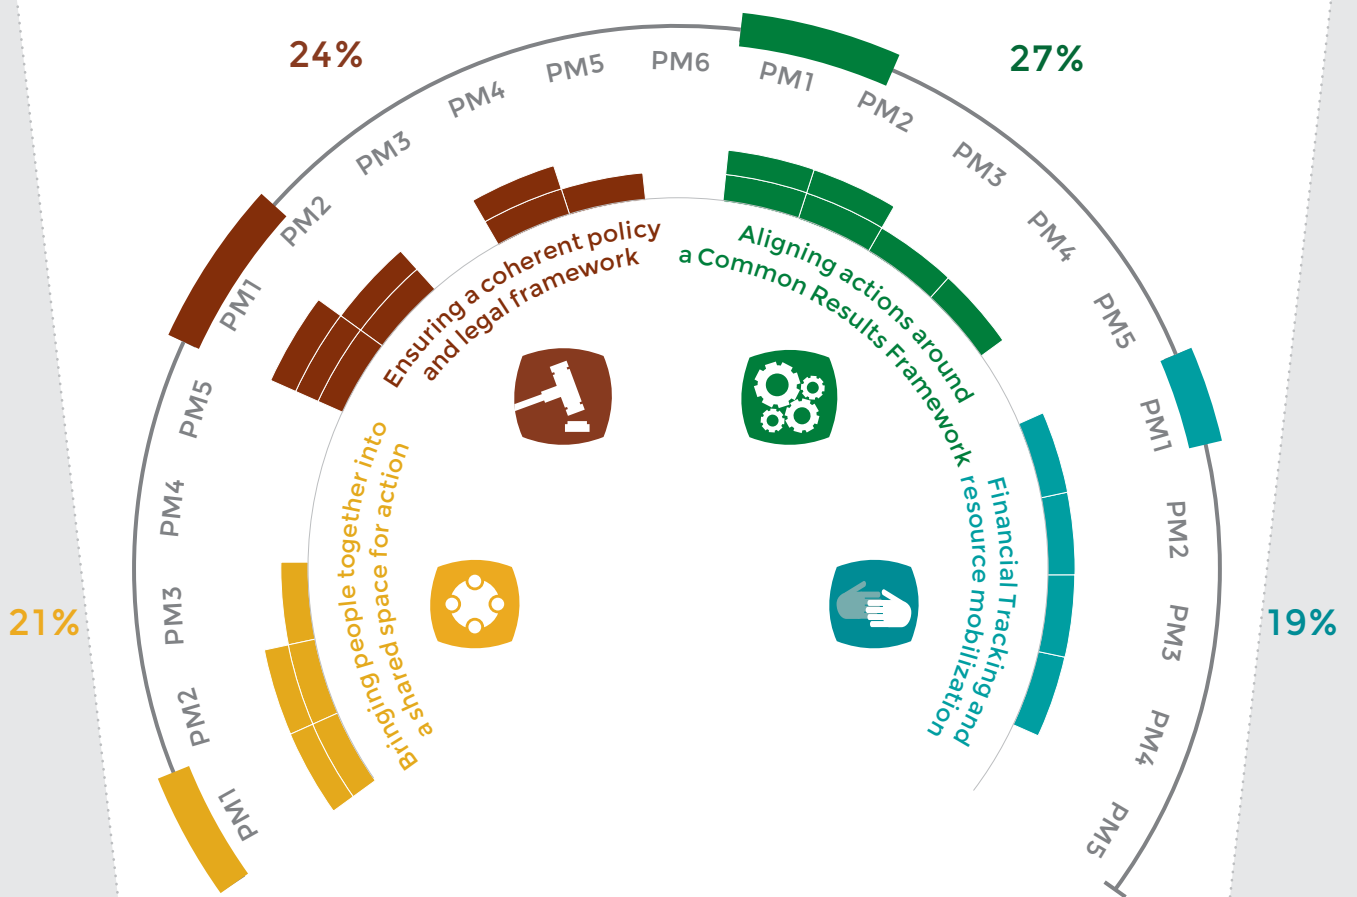 24%
27%
21%
19%
PM1
PM2
PM3
PM4
PM5
PM1
PM2
PM3
PM4
PM5
PM6
PM1
PM2
PM3
PM4
PM5
PM1
PM2
PM3
PM4
PM5
Bringing people together into
a shared space for action
Ensuring a coherent policy
and legal framework
Aligning actions around
a Common Results Framework
Financial Tracking and
resource mobilization